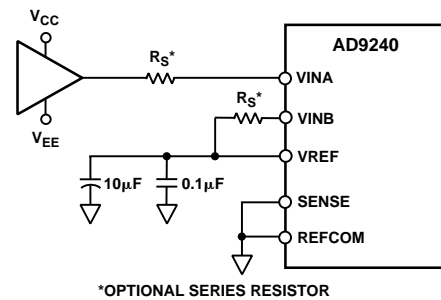 VCC
AD9240
RS*
VINA
RS*
VINB
VEE
VREF
10μF
0.1μF
SENSE
REFCOM
*OPTIONAL SERIES RESISTOR